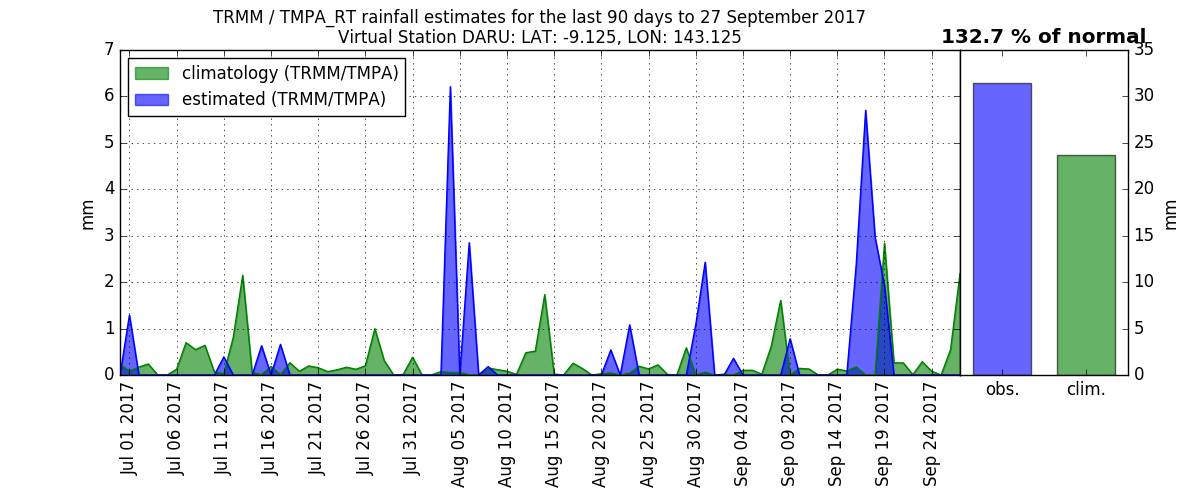 TRMM / TMPA_RT rainfall estimates for the last 90 days to 27 September 2017
Virtual Station DARU: LAT: -9.125, LON: 143.125
132.7 % of normal
climatology (TRMM/TMPA)
estimated (TRMM/TMPA)
7
6
5
4
3
2
1
0
mm
Jul 01 2017
Jul 06 2017
Jul 11 2017
Jul 16 2017
Jul 21 2017
Jul 26 2017
Jul 31 2017
Aug 05 2017
Aug 10 2017
Aug 15 2017
Aug 20 2017
Aug 25 2017
Aug 30 2017
Sep 04 2017
Sep 09 2017
Sep 14 2017
Sep 19 2017
Sep 24 2017
obs.
clim.
35
30
25
20
15
10
5
0
mm